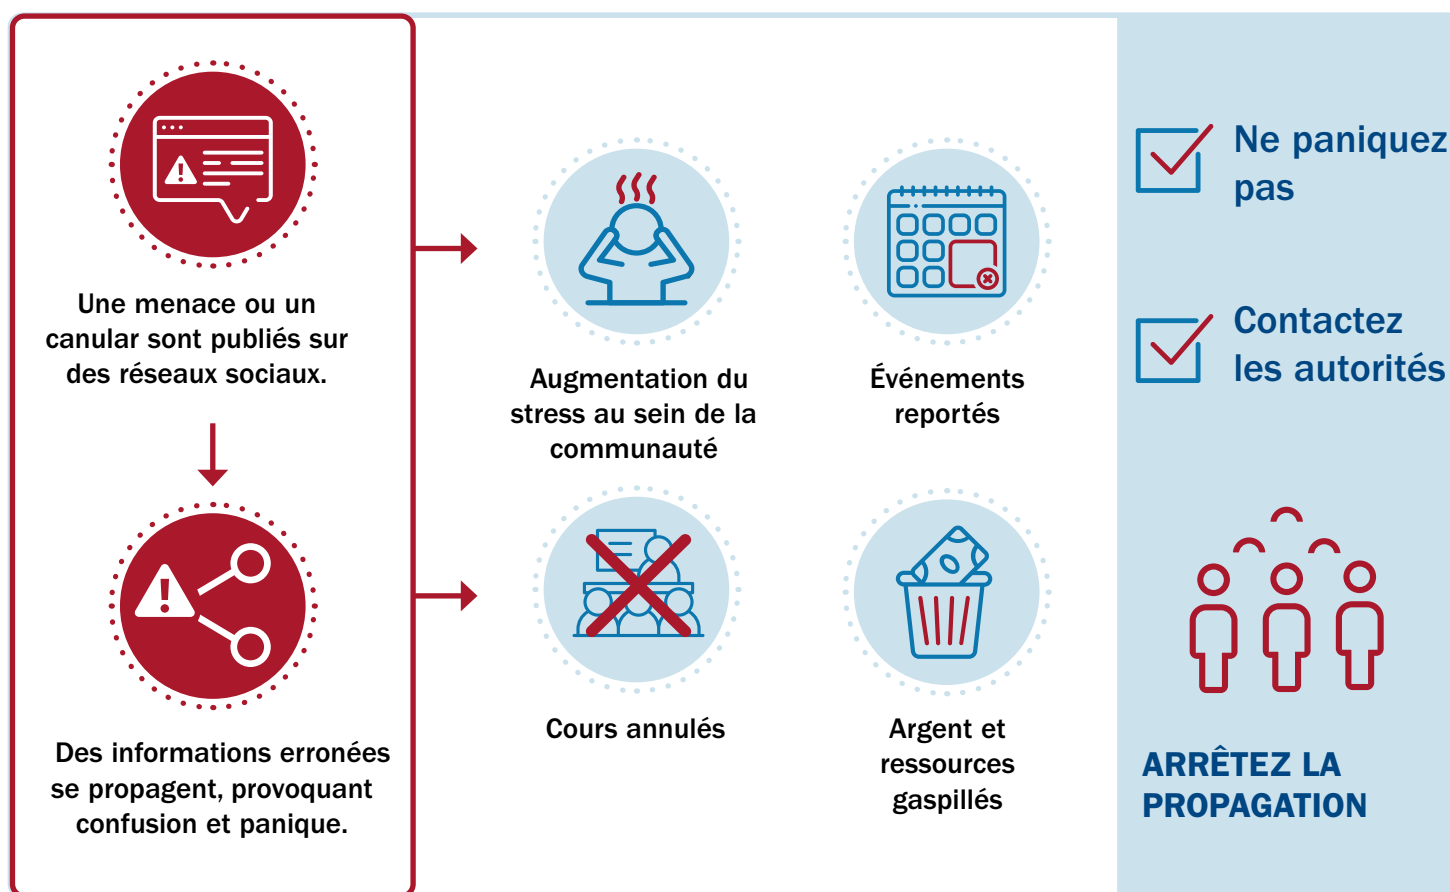 Une menace ou un
canular sont publiés sur
des réseaux sociaux.
Des informations erronées
se propagent, provoquant
confusion et panique.
Augmentation du
stress au sein de la
communauté
Événements
reportés
Cours annulés
Argent et
ressources
gaspillés
Ne paniquez
pas
Contactez
les autorités
ARRÊTEZ LA
PROPAGATION